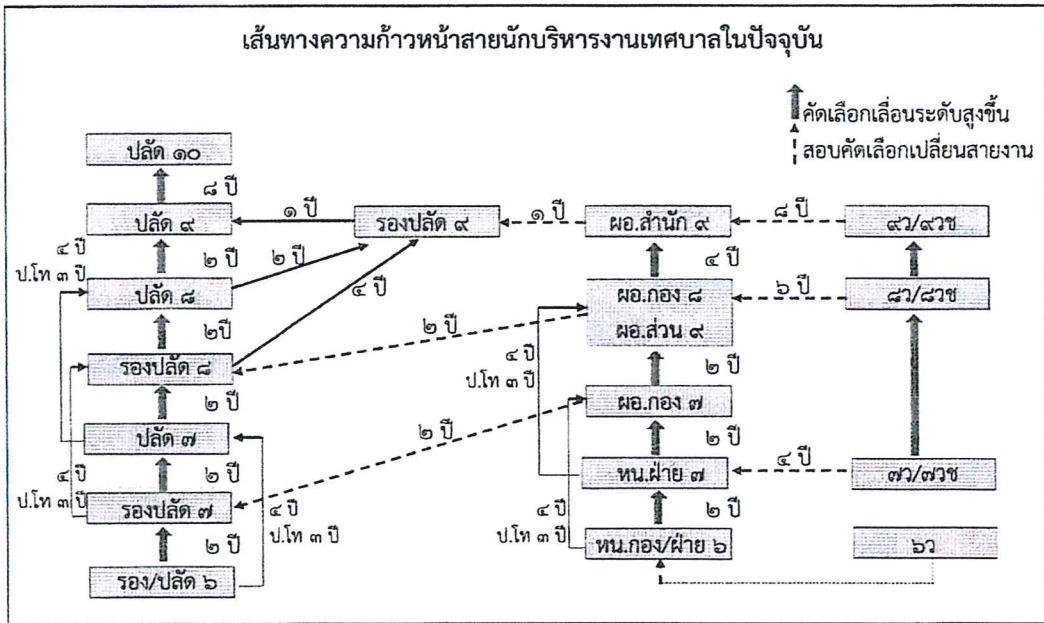 เส้นทางความก้าวหน้าสายนักบริหารงานเทศบาลในปัจจุบัน
คัดเลือกเลื่อนระดับสูงขึ้น
สอบคัดเลือกเปลี่ยนสายงาน
ปลัด ๑๐
๘ ปี
ปลัด ๙
๑ ปี
รองปลัด ๙
๑ ปี
ผอ.สำนัก ๙
๘ ปี
๙ว/๙วช
๔ ปี
ป.โท ๓ ปี
๒ ปี
๒ ปี
๔ ปี
๔ ปี
ปลัด ๘
ผอ.กอง ๘
ผอ.ส่วน ๙
๖ ปี
๘ว/๘วช
๒ปี
๒ ปี
๔ ปี
ป.โท ๓ ปี
รองปลัด ๘
๒ ปี
๒ ปี
ผอ.กอง ๗
ปลัด ๗
๒ ปี
๒ ปี
๔ ปี
ป.โท ๓ ปี
๒ ปี
หน.ฝ่าย ๗
๔ ปี
๗ว/๗วช
รองปลัด ๗
๔ ปี
ป.โท ๓ ปี
๔ ปี
ป.โท ๓ ปี
๒ ปี
๒ ปี
หน.กอง/ฝ่าย ๖
๖ว
รอง/ปลัด ๖